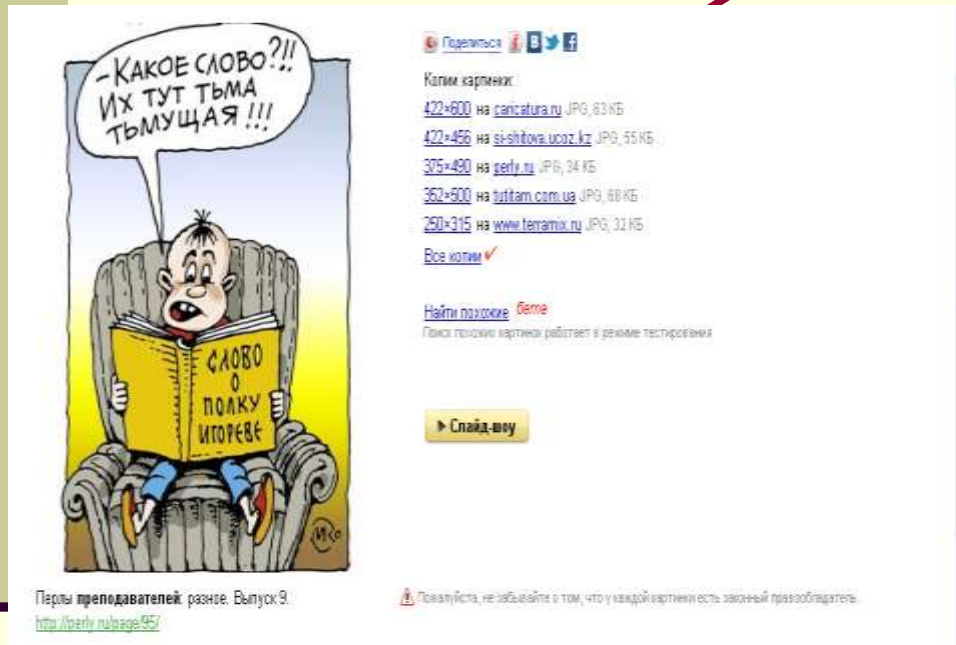 –КАКОЕ СЛОВО?!!
ИХ ТУТ ТЬМА
ТЬМУЩАЯ!!!
СЛОВО
О
ПОЛКУ
ИГОРЕВЕ
Поделиться
Копии картинки:
422×600 на caricatura.ru JPG, 63 КБ
422×456 на si-shitova.ucoz.kz JPG, 55 КБ
375×490 на perly.ru JPG, 34 КБ
352×500 на tutitam.com.ua JPG, 68 КБ
250×315 на www.terramix.ru JPG, 32 КБ
Все копии
Найти похожие бета
Поиск похожих картинок работает в режиме тестирования
Слайд-шоу
Перлы преподавателей: разное. Выпуск 9.
http://perly.ru/page/95/
Пожалуйста, не забывайте о том, что у каждой картинки есть законный правообладатель.